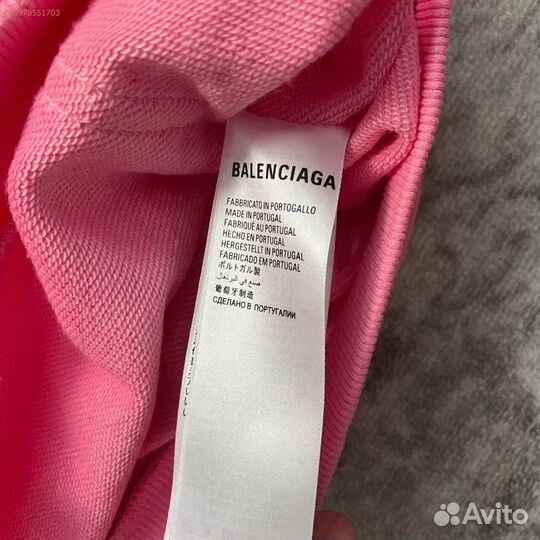 BALENCIAGA
FABBRICATO IN PORTOGALLO
MADE IN PORTUGAL
FABRIQUÉ AU PORTUGAL
HECHO EN PORTUGAL
HERGESTELLT IN PORTUGAL
FABRICADO EM PORTUGAL
ポルトガル製
صنع في البرتغال
葡萄牙制造
СДЕЛАНО В ПОРТУГАЛИИ
Avito